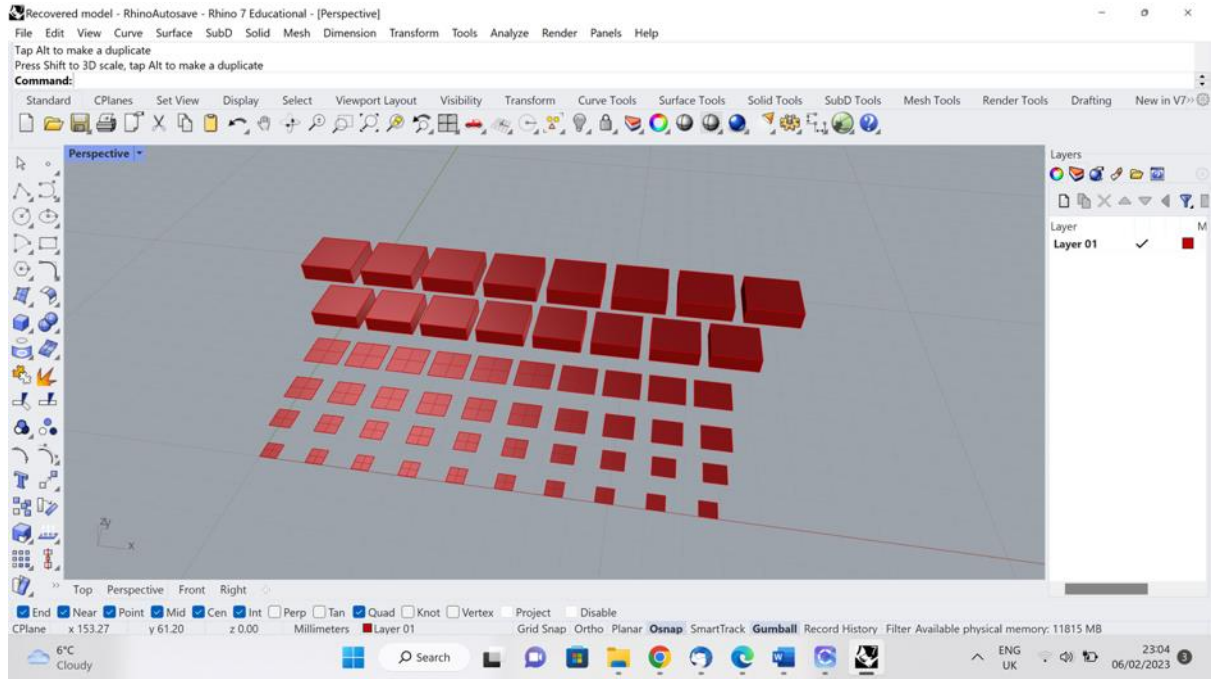 Recovered model - RhinoAutosave - Rhino 7 Educational - [Perspective]
File Edit View Curve Surface SubD Solid Mesh Dimension Transform Tools Analyze Render Panels Help
Tap Alt to make a duplicate
Press Shift to 3D scale, tap Alt to make a duplicate
Command:
Standard CPlanes Set View Display Select Viewport Layout Visibility Transform Curve Tools Surface Tools Solid Tools SubD Tools Mesh Tools Render Tools Drafting New in V7
Perspective
Layers
Layer M
Layer 01
zy
x
Top Perspective Front Right
End Near Point Mid Cen Int Perp Tan Quad Knot Vertex Project Disable
CPlane x 153.27 y 61.20 z 0.00 Millimeters Layer 01 Grid Snap Ortho Planar Osnap SmartTrack Gumball Record History Filter Available physical memory: 11815 MB
6°C
Cloudy
Search
ENG
UK
23:04
06/02/2023
3